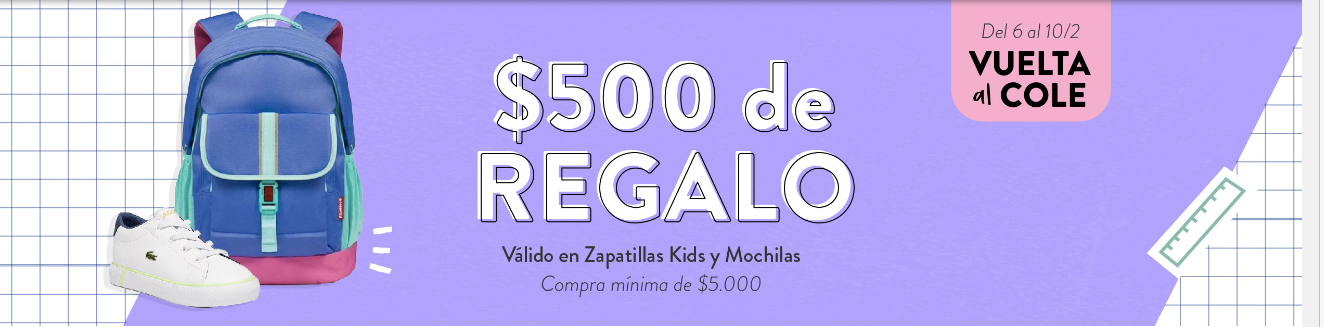 Del 6 al 10/2
VUELTA
al COLE
$500 de
REGALO
Válido en Zapatillas Kids y Mochilas
Compra mínima de $5.000